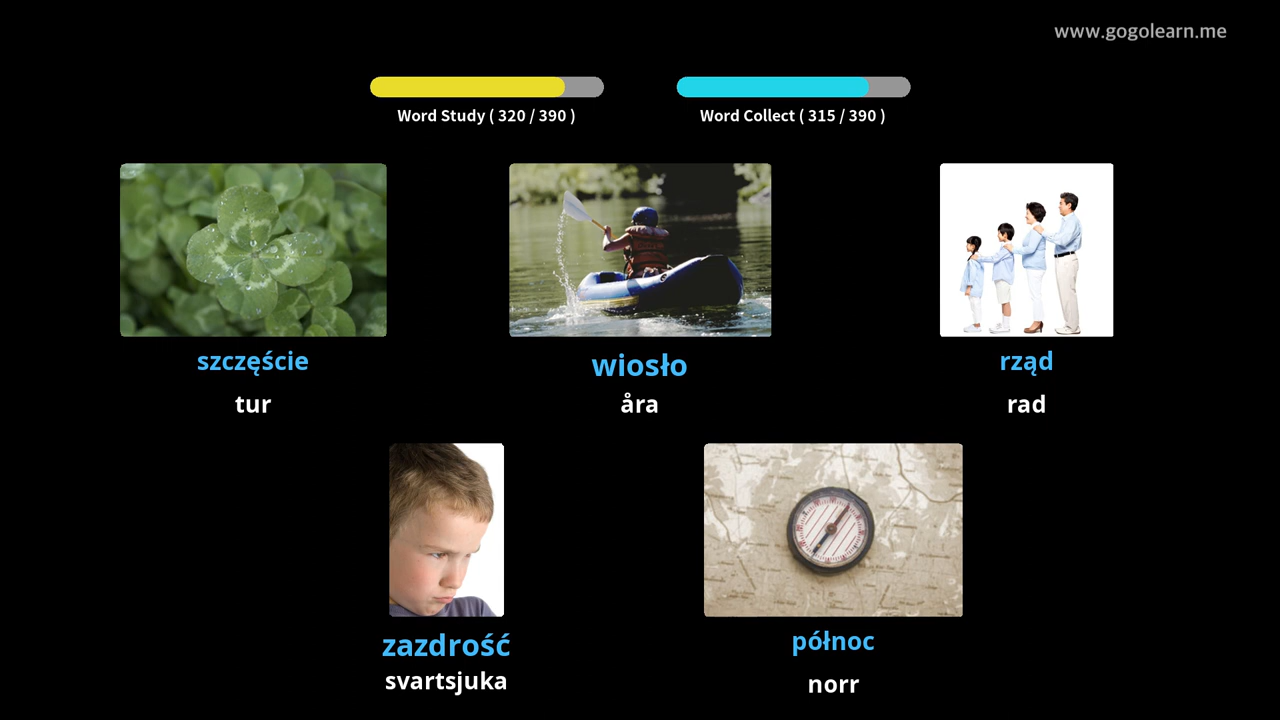 www.gogolearn.me
Word Study ( 320 / 390 )
Word Collect ( 315 / 390 )
szczęście
wiosło
rząd
tur
åra
rad
zazdrość
północ
svartsjuka
norr